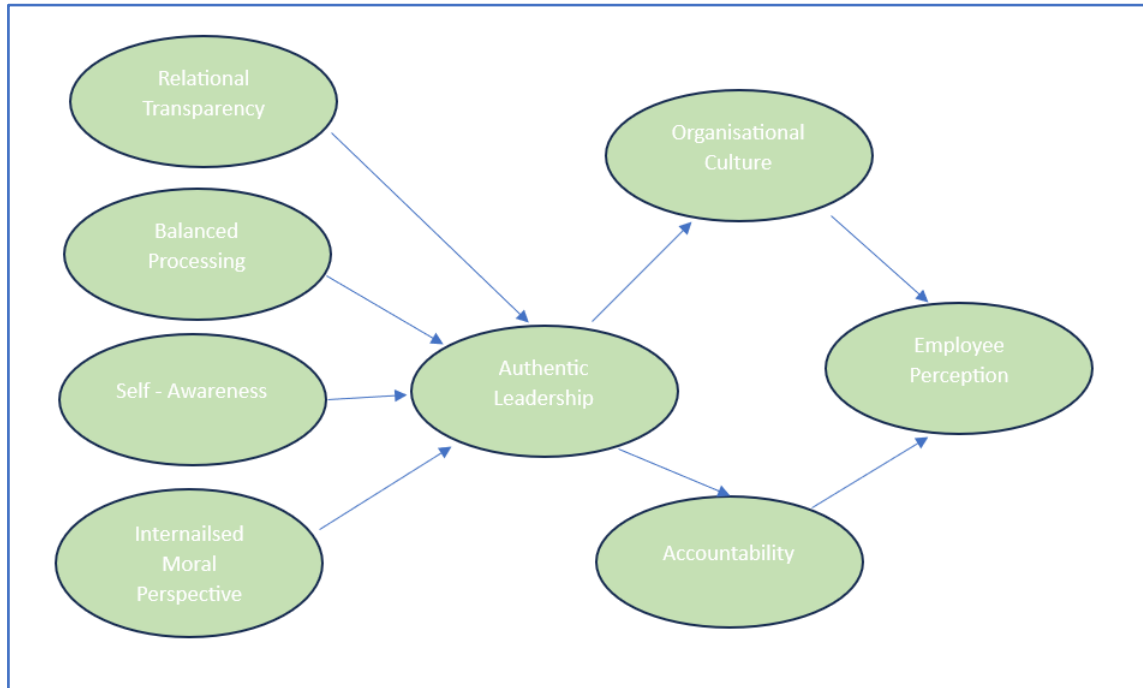 Relational
Transparency
Balanced
Processing
Self - Awareness
Internailsed
Moral
Perspective
Authentic
Leadership
Organisational
Culture
Accountability
Employee
Perception